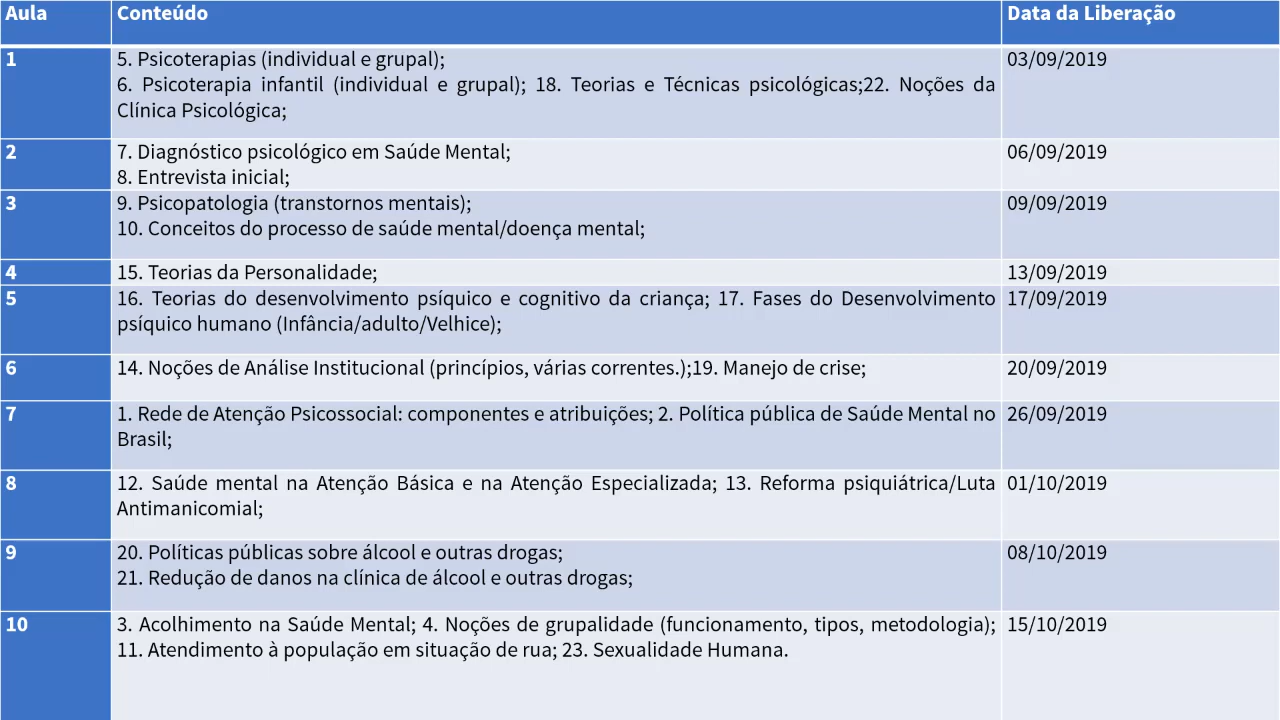 Aula Conteúdo Data da Liberação
1 5. Psicoterapias (individual e grupal); 03/09/2019
6. Psicoterapia infantil (individual e grupal); 18. Teorias e Técnicas psicológicas;22. Noções da
Clínica Psicológica;
2 7. Diagnóstico psicológico em Saúde Mental; 06/09/2019
8. Entrevista inicial;
3 9. Psicopatologia (transtornos mentais); 09/09/2019
10. Conceitos do processo de saúde mental/doença mental;
4 15. Teorias da Personalidade; 13/09/2019
5 16. Teorias do desenvolvimento psíquico e cognitivo da criança; 17. Fases do Desenvolvimento 17/09/2019
psíquico humano (Infância/adulto/Velhice);
6 14. Noções de Análise Institucional (princípios, várias correntes.);19. Manejo de crise; 20/09/2019
7 1. Rede de Atenção Psicossocial: componentes e atribuições; 2. Política pública de Saúde Mental no 26/09/2019
Brasil;
8 12. Saúde mental na Atenção Básica e na Atenção Especializada; 13. Reforma psiquiátrica/Luta 01/10/2019
Antimanicomial;
9 20. Políticas públicas sobre álcool e outras drogas; 08/10/2019
21. Redução de danos na clínica de álcool e outras drogas;
10 3. Acolhimento na Saúde Mental; 4. Noções de grupalidade (funcionamento, tipos, metodologia); 15/10/2019
11. Atendimento à população em situação de rua; 23. Sexualidade Humana.